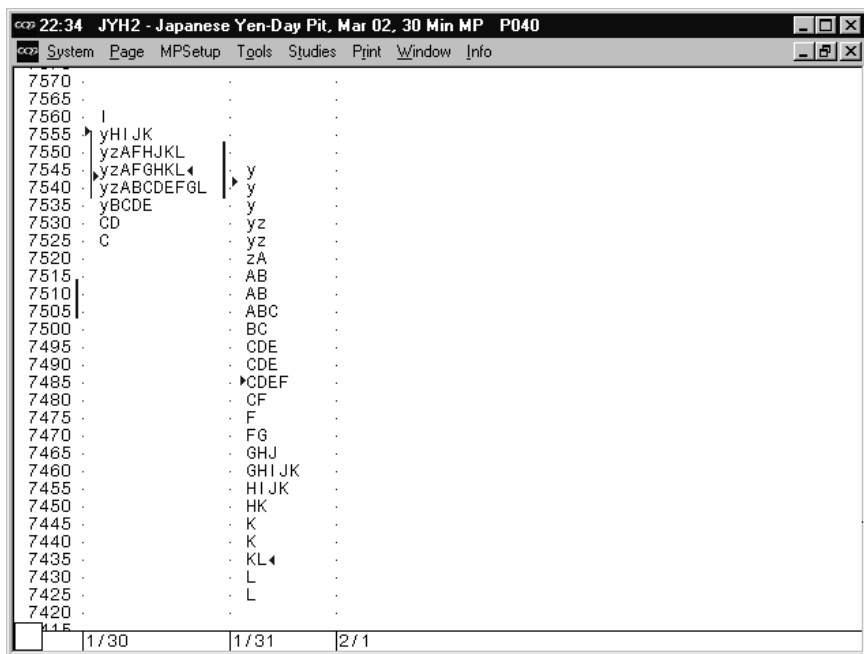 CQG 22:34 JYH2 - Japanese Yen-Day Pit, Mar 02, 30 Min MP P040
CQG System Page MPSetup Tools Studies Print Window Info
7570
7565
7560 I
7555 yHIJK
7550 yzAFHJKL
7545 yzAFGHKL y
7540 yzABCDEFGL y
7535 yBCDE y
7530 CD yz
7525 C yz
7520 zA
7515 AB
7510 AB
7505 ABC
7500 BC
7495 CDE
7490 CDE
7485 CDEF
7480 CF
7475 F
7470 FG
7465 GHJ
7460 GHIJK
7455 HIJK
7450 HK
7445 K
7440 K
7435 KL
7430 L
7425 L
7420
1/30 1/31 2/1